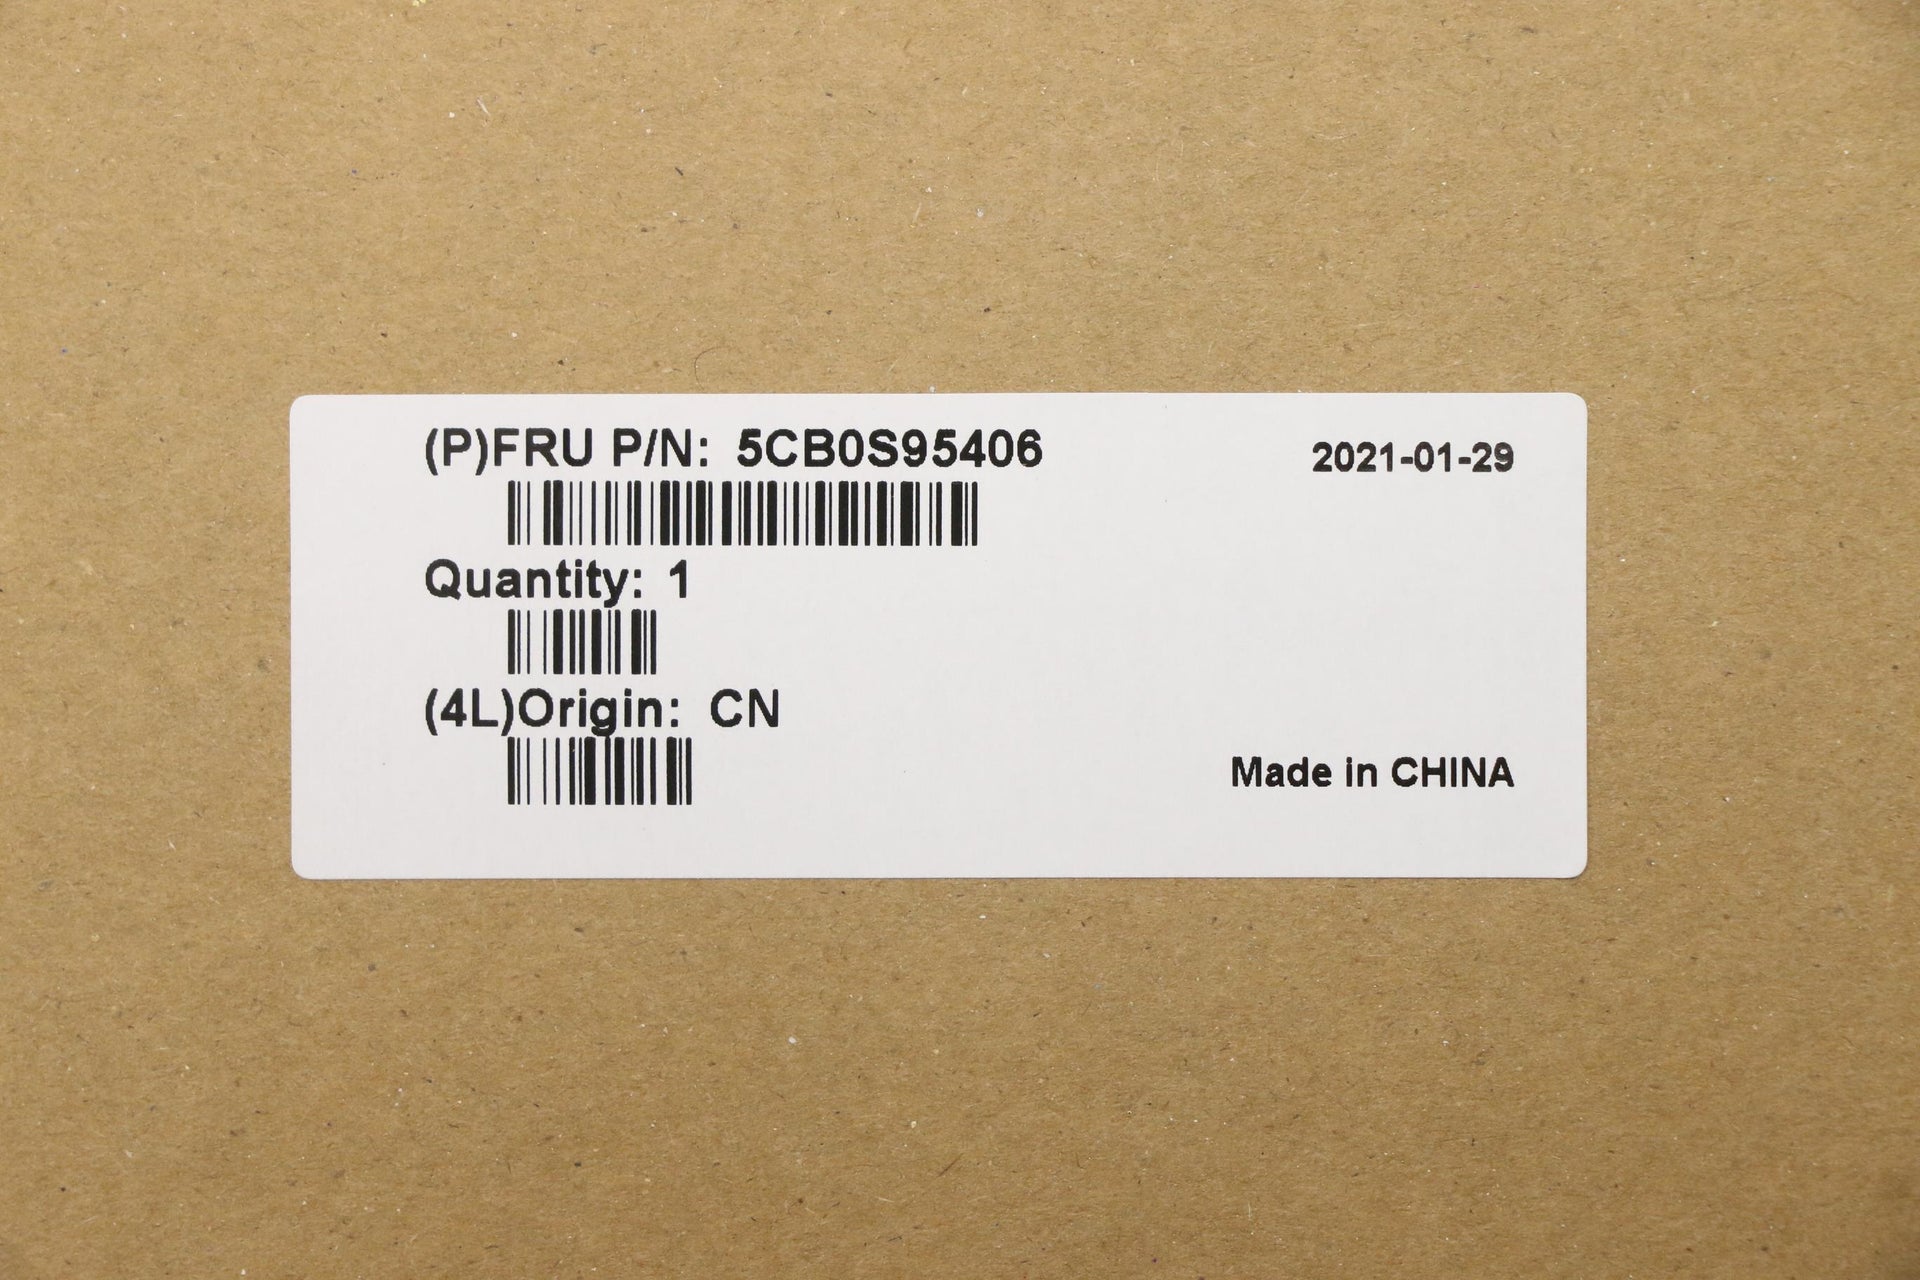 (P)FRU P/N: 5CB0S95406
2021-01-29
Quantity: 1
(4L)Origin: CN
Made in CHINA